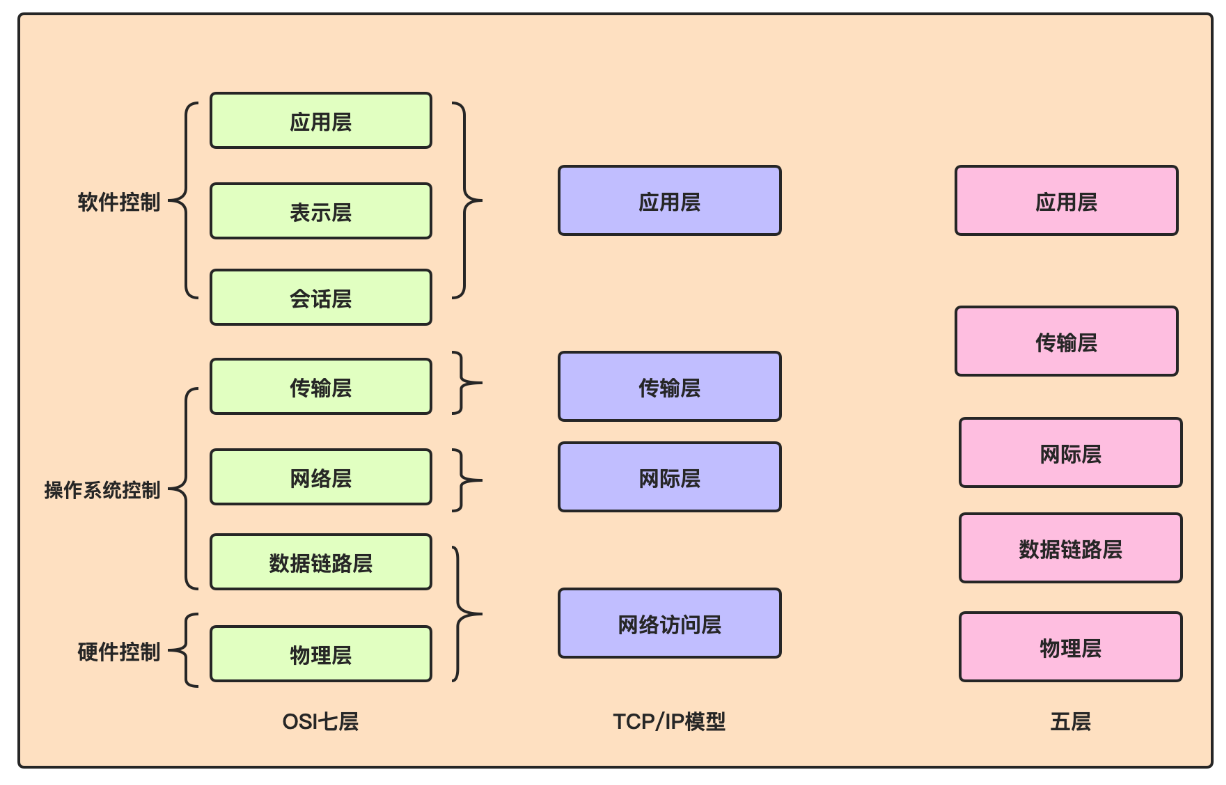 应用层
表示层
会话层
传输层
网络层
数据链路层
物理层
软件控制
操作系统控制
硬件控制
OSI七层
应用层
传输层
网际层
网络访问层
TCP/IP模型
应用层
传输层
网际层
数据链路层
物理层
五层